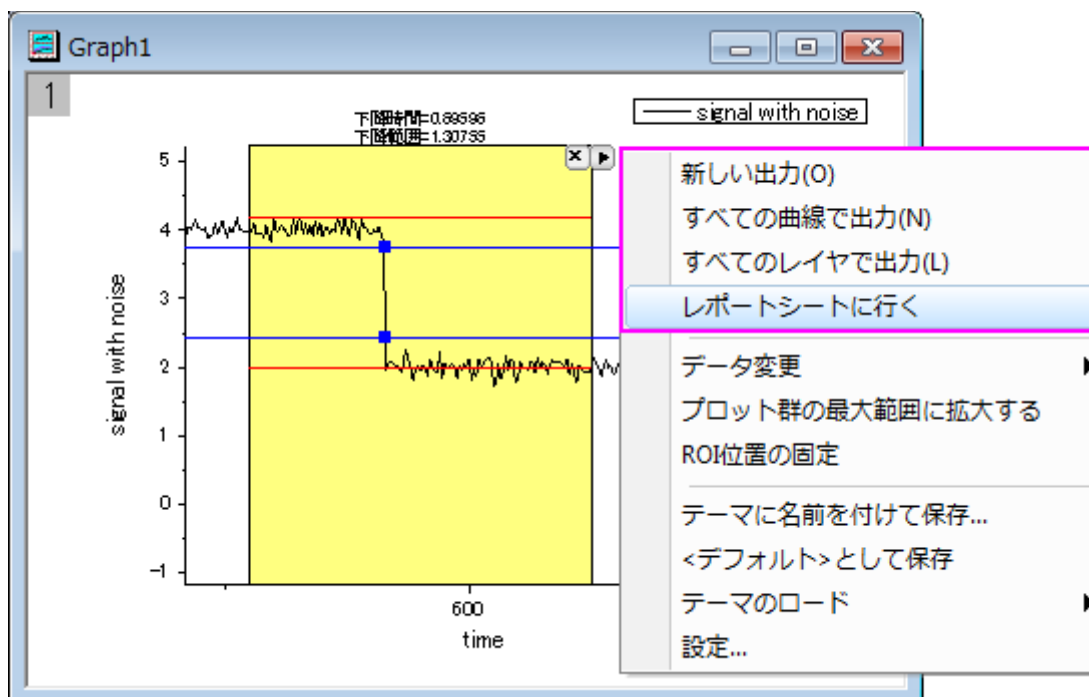 Graph1
1
下降時間=0.89596
下降範囲=1.30735
signal with noise
5
4
3
2
1
0
-1
signal with noise
600
time
新しい出力(O)
すべての曲線で出力(N)
すべてのレイヤで出力(L)
レポートシートに行く
データ変更
プロット群の最大範囲に拡大する
ROI位置の固定
テーマに名前を付けて保存...
<デフォルト>として保存
テーマのロード
設定...